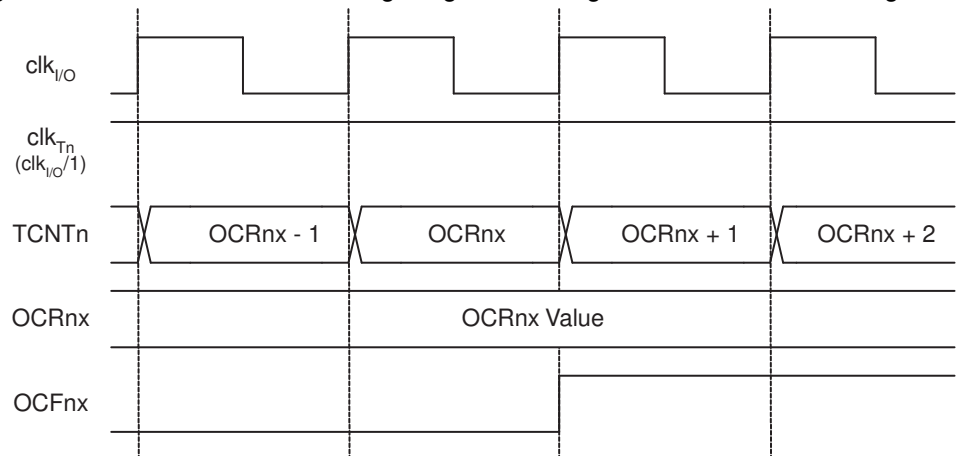 clkI/O
clkTn
(clkI/O/1)
TCNTn
OCRnx - 1
OCRnx
OCRnx + 1
OCRnx + 2
OCRnx
OCRnx Value
OCFnx